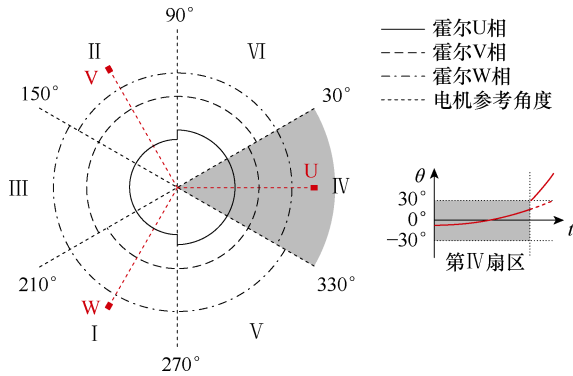 90°
II
VI
V
150°
30°
III
U
IV
210°
330°
W
I
V
270°
霍尔U相
霍尔V相
霍尔W相
电机参考角度
θ
30°
0°
−30°
t
第IV扇区